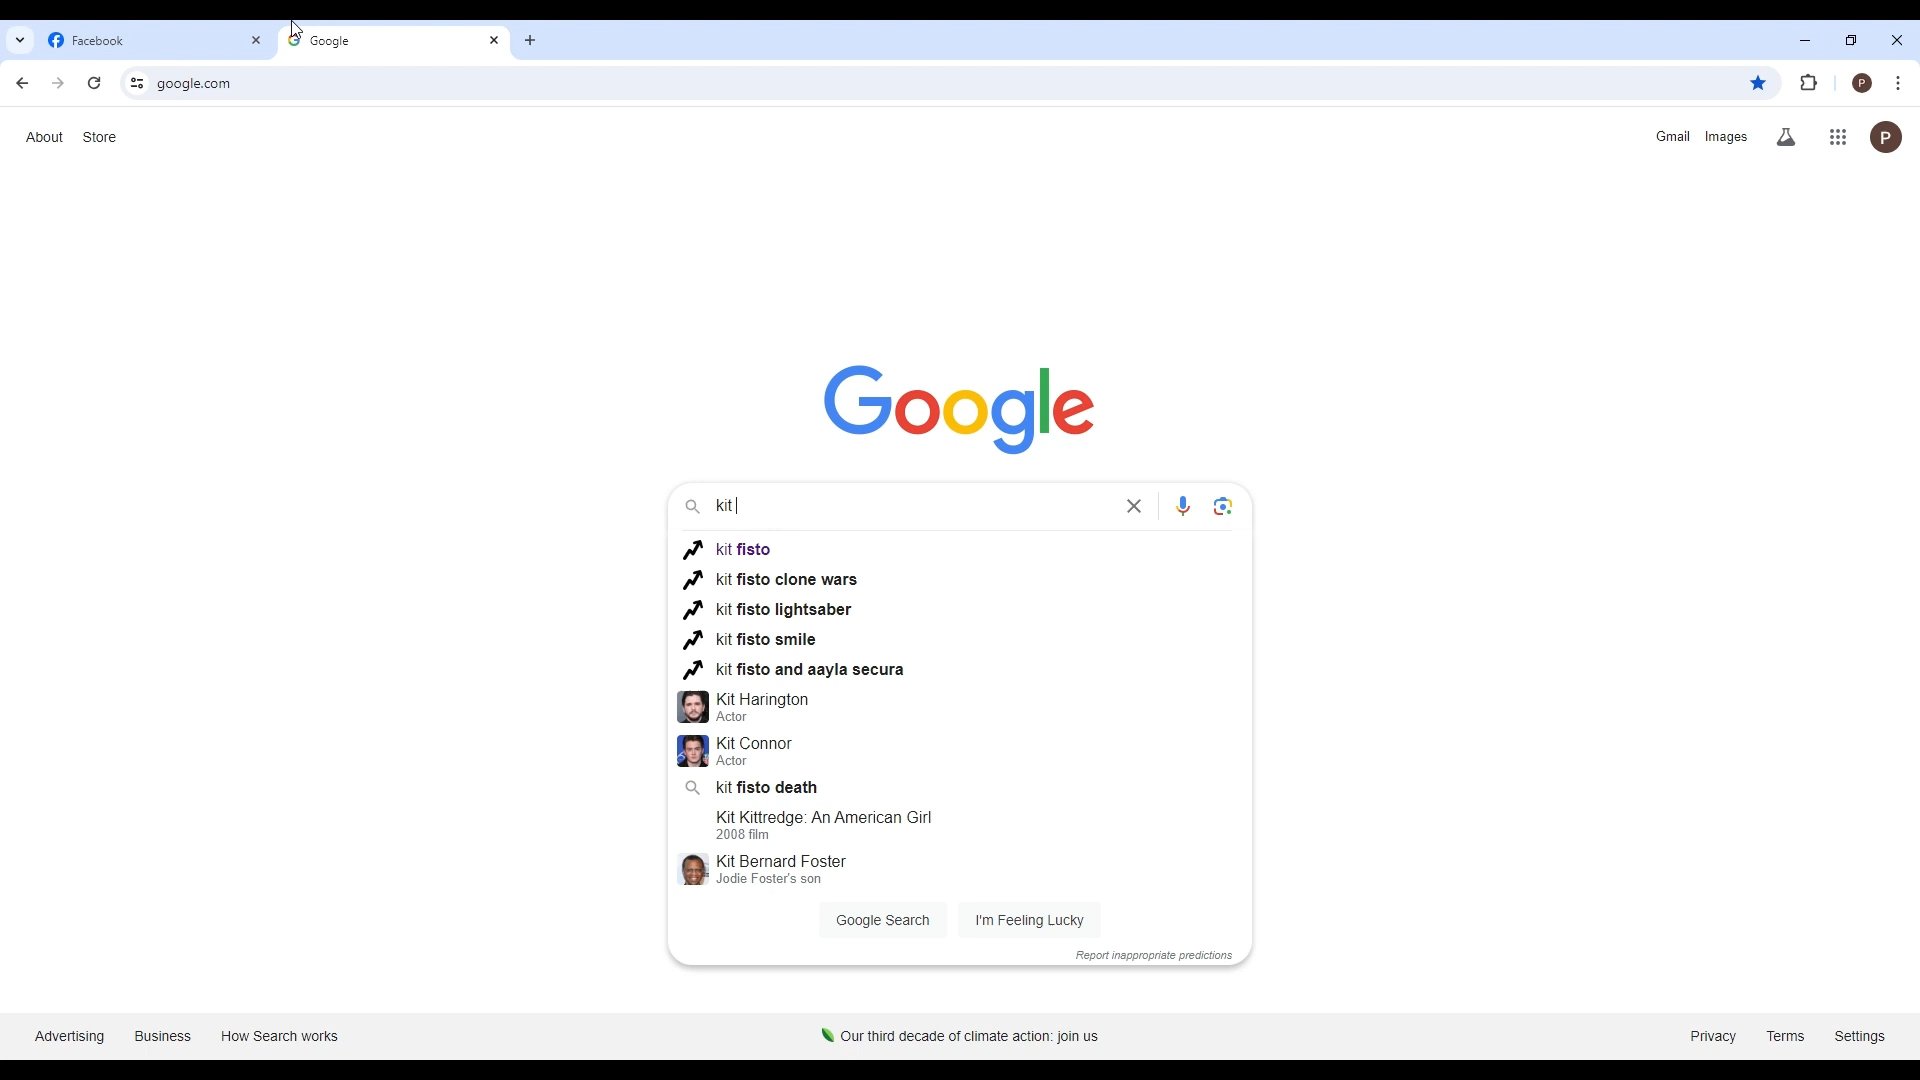 Facebook
Google
google.com
P
About Store
Gmail Images
P
Google
kit
kit fisto
kit fisto clone wars
kit fisto lightsaber
kit fisto smile
kit fisto and aayla secura
Kit Harington
Actor
Kit Connor
Actor
kit fisto death
Kit Kittredge: An American Girl
2008 film
Kit Bernard Foster
Jodie Foster's son
Google Search I'm Feeling Lucky
Report inappropriate predictions
Advertising Business How Search works
Our third decade of climate action: join us
Privacy Terms Settings